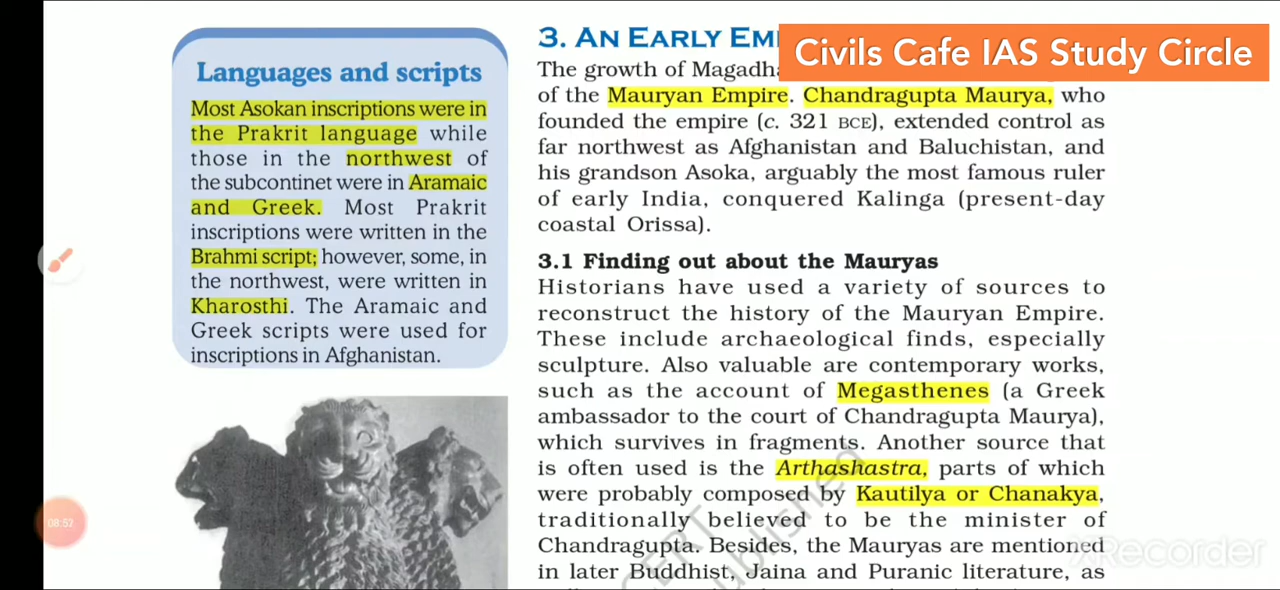 Civils Cafe IAS Study Circle
Languages and scripts
Most Asokan inscriptions were in
the Prakrit language while
those in the northwest of
the subcontinet were in Aramaic
and Greek. Most Prakrit
inscriptions were written in the
Brahmi script; however, some, in
the northwest, were written in
Kharosthi. The Aramaic and
Greek scripts were used for
inscriptions in Afghanistan.
08:52
3. AN EARLY
The growth of Magadha
of the Mauryan Empire. Chandragupta Maurya, who
founded the empire (c. 321 BCE), extended control as
far northwest as Afghanistan and Baluchistan, and
his grandson Asoka, arguably the most famous ruler
of early India, conquered Kalinga (present-day
coastal Orissa).
3.1 Finding out about the Mauryas
Historians have used a variety of sources to
reconstruct the history of the Mauryan Empire.
These include archaeological finds, especially
sculpture. Also valuable are contemporary works,
such as the account of Megasthenes (a Greek
ambassador to the court of Chandragupta Maurya),
which survives in fragments. Another source that
is often used is the Arthashastra, parts of which
were probably composed by Kautilya or Chanakya,
traditionally believed to be the minister of
Chandragupta. Besides, the Mauryas are mentioned
in later Buddhist, Jaina and Puranic literature, as
XRecorder